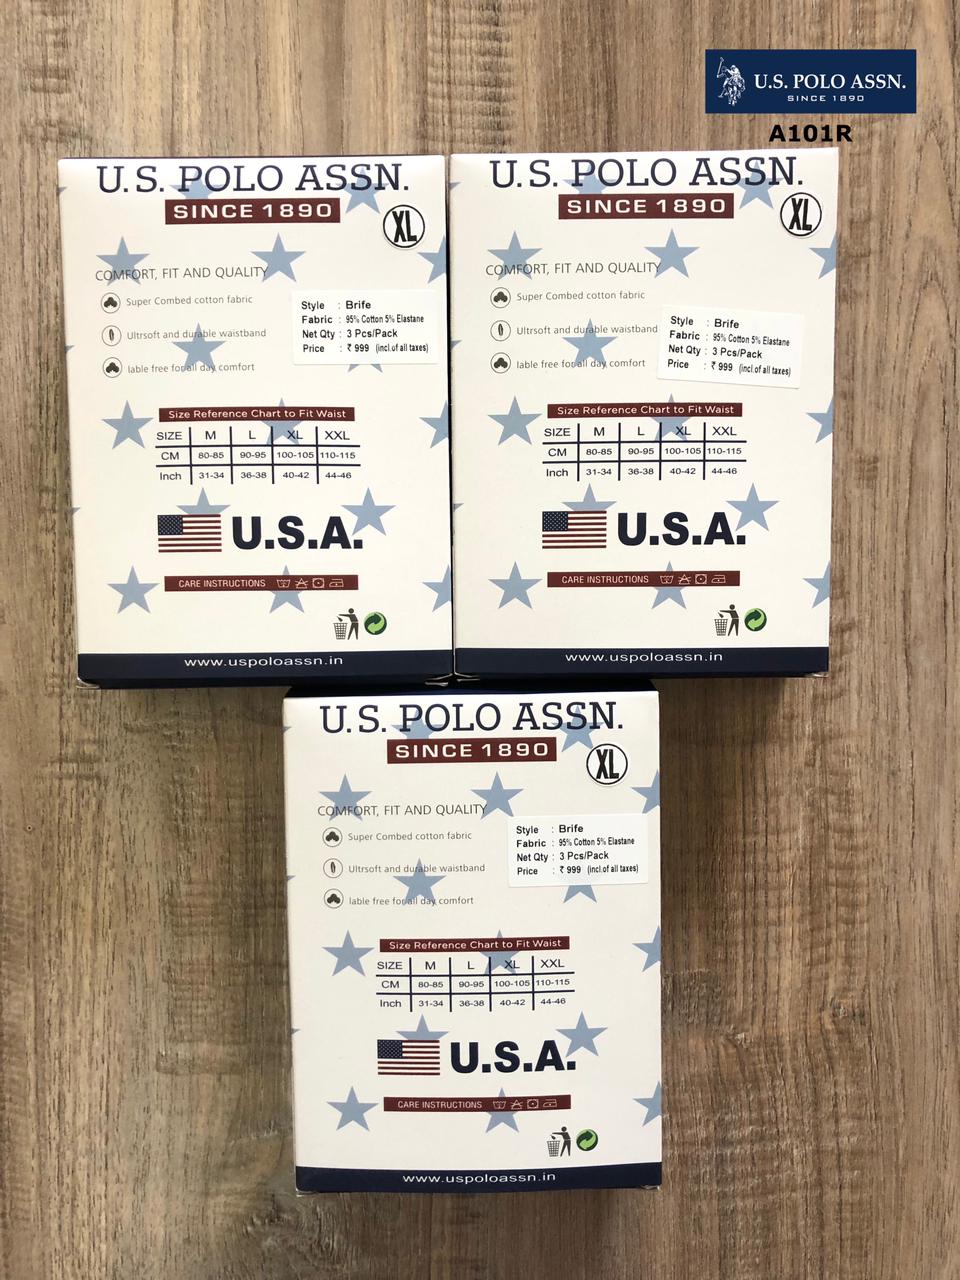 U.S. POLO ASSN.
SINCE 1890
A101R
U.S. POLO ASSN.
SINCE 1890
XL
COMFORT, FIT AND QUALITY
Super Combed cotton fabric
Ultrsoft and durable waistband
lable free for all day comfort
Style : Brife
Fabric : 95% Cotton 5% Elastane
Net Qty : 3 Pcs/Pack
Price : ₹ 999 (incl.of all taxes)
Size Reference Chart to Fit Waist
SIZE M L XL XXL
CM 80-85 90-95 100-105 110-115
Inch 31-34 36-38 40-42 44-46
U.S.A.
CARE INSTRUCTIONS
www.uspoloassn.in
U.S. POLO ASSN.
SINCE 1890
XL
COMFORT, FIT AND QUALITY
Super Combed cotton fabric
Ultrsoft and durable waistband
lable free for all day comfort
Style : Brife
Fabric : 95% Cotton 5% Elastane
Net Qty : 3 Pcs/Pack
Price : ₹ 999 (incl.of all taxes)
Size Reference Chart to Fit Waist
SIZE M L XL XXL
CM 80-85 90-95 100-105 110-115
Inch 31-34 36-38 40-42 44-46
U.S.A.
CARE INSTRUCTIONS
www.uspoloassn.in
U.S. POLO ASSN.
SINCE 1890
XL
COMFORT, FIT AND QUALITY
Super Combed cotton fabric
Ultrsoft and durable waistband
lable free for all day comfort
Style : Brife
Fabric : 95% Cotton 5% Elastane
Net Qty : 3 Pcs/Pack
Price : ₹ 999 (incl.of all taxes)
Size Reference Chart to Fit Waist
SIZE M L XL XXL
CM 80-85 90-95 100-105 110-115
Inch 31-34 36-38 40-42 44-46
U.S.A.
CARE INSTRUCTIONS
www.uspoloassn.in